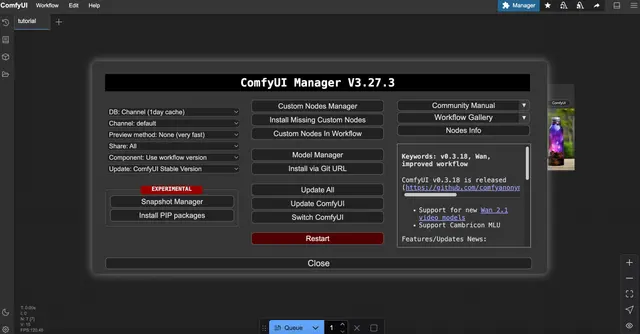 ComfyUI Workflow Edit Help Manager
tutorial
ComfyUI Manager V3.27.3
DB: Channel (1day cache)
Channel: default
Preview method: None (very fast)
Share: All
Component: Use workflow version
Update: ComfyUI Stable Version
EXPERIMENTAL
Snapshot Manager
Install PIP packages
Custom Nodes Manager
Install Missing Custom Nodes
Custom Nodes In Workflow
Model Manager
Install via Git URL
Update All
Update ComfyUI
Switch ComfyUI
Restart
Community Manual
Workflow Gallery
Nodes Info
Keywords: v0.3.18, Wan,
improved workflow
ComfyUI v0.3.18 is released
(https://github.com/comfyanonym
• Support for new Wan 2.1
video models
• Support Cambricon MLU
Features/Updates News:
Close
ComfyUI
Queue 1